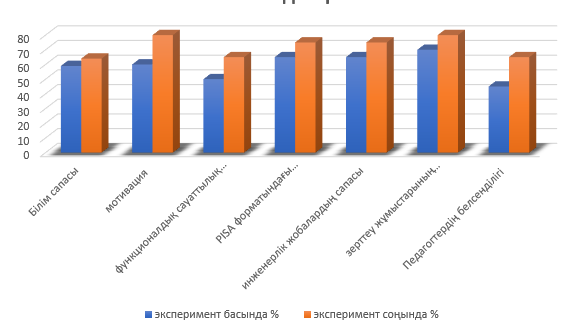 80
70
60
50
40
30
20
10
0
Білім сапасы
мотивация
функционалдық сауаттылық...
PISA форматындағы...
инженерлік жобалардың сапасы
зерттеу жұмыстарының...
Педагогтердің белсенділігі
эксперимент басында %
эксперимент соңында %